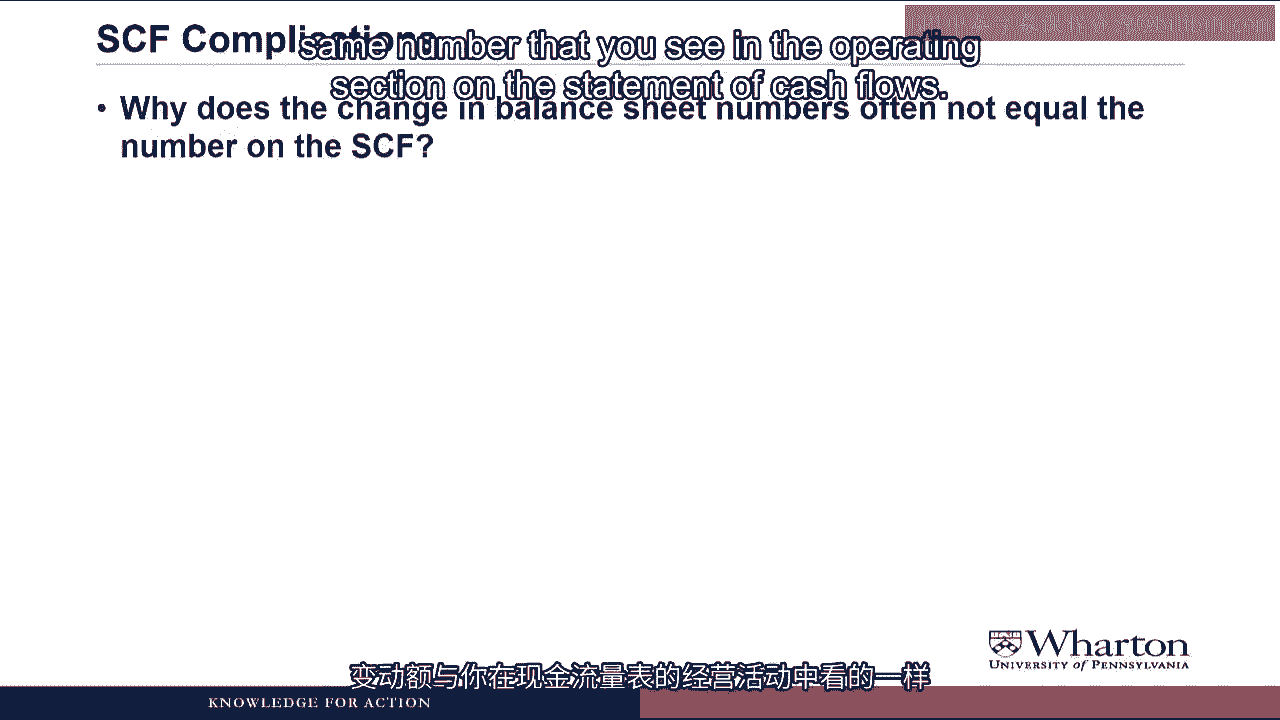 SCF Complications
same number that you see in the operating
section on the statement of cash flows.
• Why does the change in balance sheet numbers often not equal the
number on the SCF?
Wharton
UNIVERSITY of PENNSYLVANIA
变动额与你在现金流量表的经营活动中看的一样
KNOWLEDGE FOR ACTION